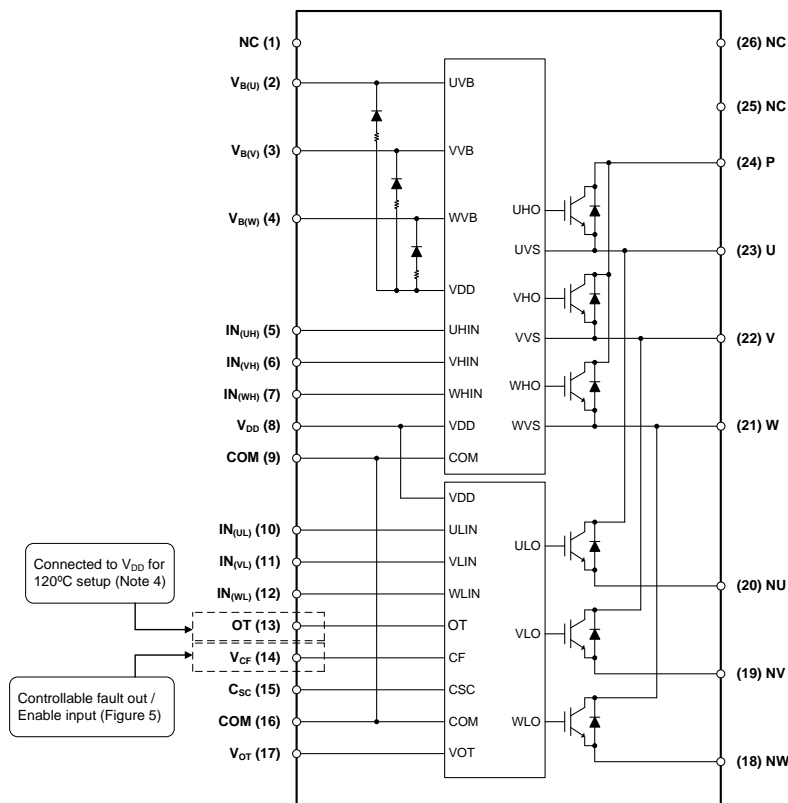 NC (1)
V_B(U) (2)
V_B(V) (3)
V_B(W) (4)
IN_(UH) (5)
IN_(VH) (6)
IN_(WH) (7)
V_DD (8)
COM (9)
IN_(UL) (10)
IN_(VL) (11)
IN_(WL) (12)
OT (13)
V_CF (14)
C_SC (15)
COM (16)
V_OT (17)
Connected to V_DD for
120ºC setup (Note 4)
Controllable fault out /
Enable input (Figure 5)
UVB
VVB
WVB
VDD
UHIN
VHIN
WHIN
VDD
COM
UHO
UVS
VHO
VVS
WHO
WVS
VDD
ULIN
VLIN
WLIN
OT
CF
CSC
COM
VOT
ULO
VLO
WLO
(26) NC
(25) NC
(24) P
(23) U
(22) V
(21) W
(20) NU
(19) NV
(18) NW